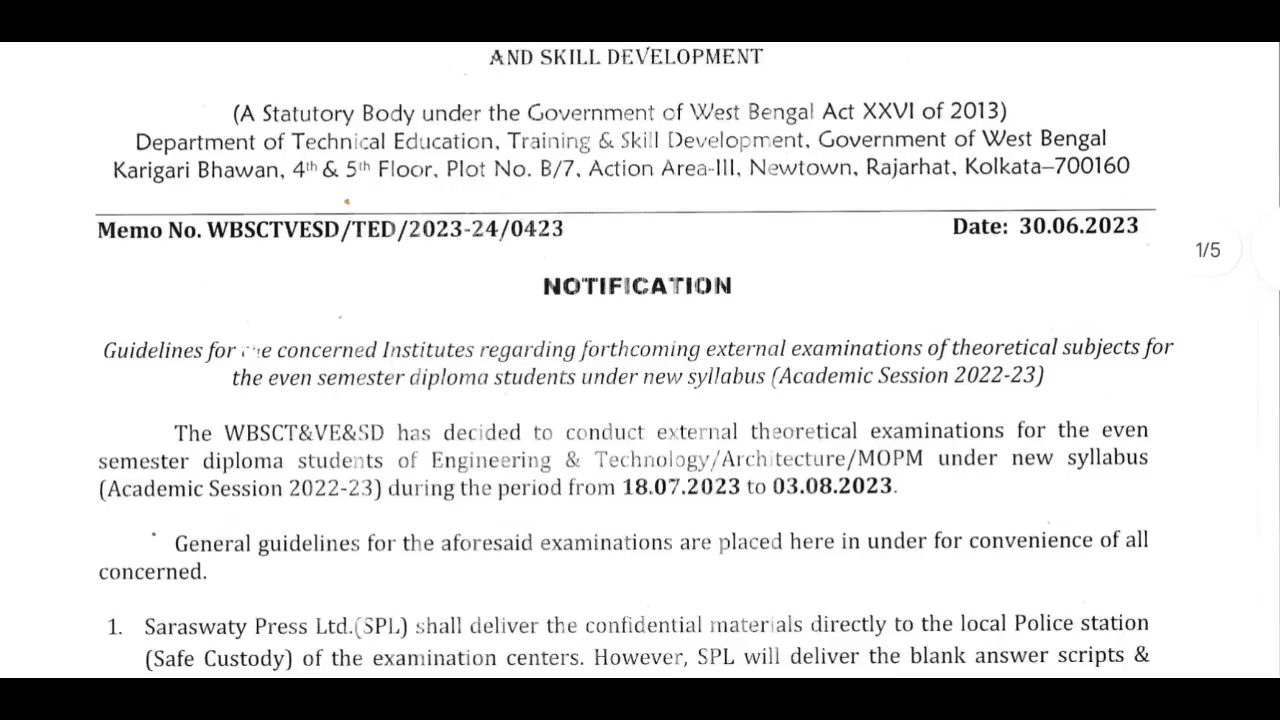 AND SKILL DEVELOPMENT
(A Statutory Body under the Government of West Bengal Act XXVI of 2013)
Department of Technical Education, Training & Skill Development, Government of West Bengal
Karigari Bhawan, 4th & 5th Floor, Plot No. B/7, Action Area-III, Newtown, Rajarhat, Kolkata–700160
Memo No. WBSCTVESD/TED/2023-24/0423 Date: 30.06.2023
1/5
NOTIFICATION
Guidelines for the concerned Institutes regarding forthcoming external examinations of theoretical subjects for
the even semester diploma students under new syllabus (Academic Session 2022-23)
The WBSCT&VE&SD has decided to conduct external theoretical examinations for the even
semester diploma students of Engineering & Technology/Architecture/MOPM under new syllabus
(Academic Session 2022-23) during the period from 18.07.2023 to 03.08.2023.
General guidelines for the aforesaid examinations are placed here in under for convenience of all
concerned.
1. Saraswaty Press Ltd.(SPL) shall deliver the confidential materials directly to the local Police station
(Safe Custody) of the examination centers. However, SPL will deliver the blank answer scripts &